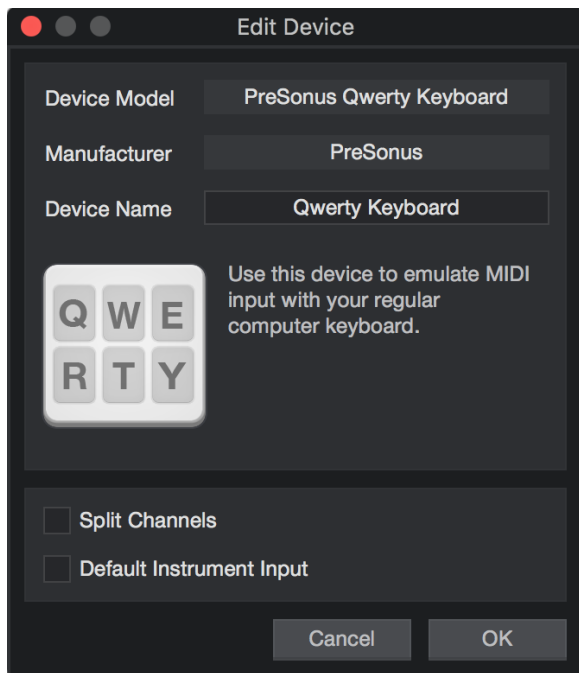 Edit Device
Device Model PreSonus Qwerty Keyboard
Manufacturer PreSonus
Device Name Qwerty Keyboard
Q W E
R T Y
Use this device to emulate MIDI
input with your regular
computer keyboard.
Split Channels
Default Instrument Input
Cancel OK